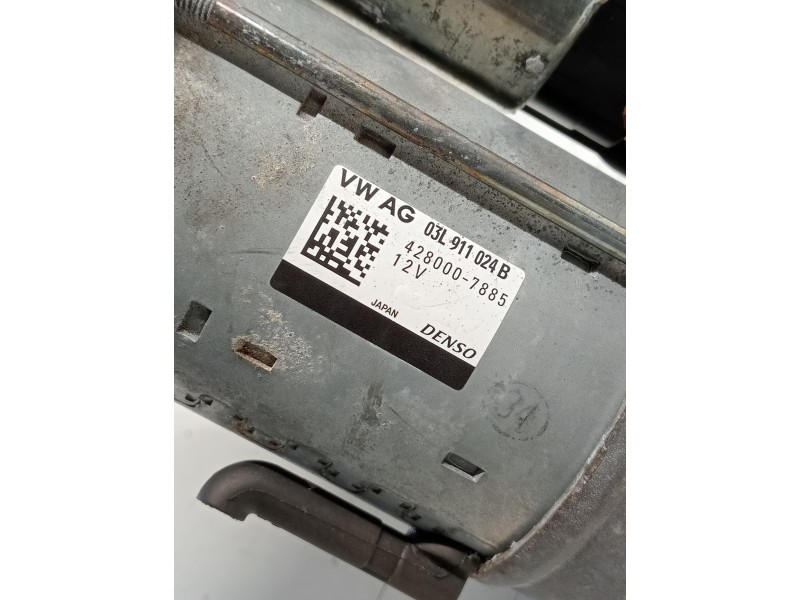 VW AG 03L 911 024 B
428000-7885
12V
JAPAN
DENSO
34